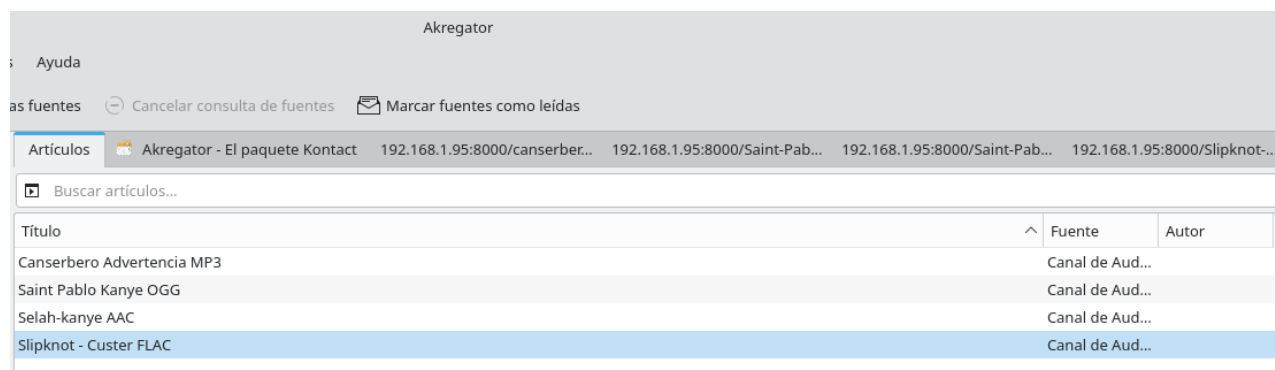 Akregator
s Ayuda
as fuentes Cancelar consulta de fuentes Marcar fuentes como leídas
Artículos Akregator - El paquete Kontact 192.168.1.95:8000/canserber... 192.168.1.95:8000/Saint-Pab... 192.168.1.95:8000/Saint-Pab... 192.168.1.95:8000/Slipknot-...
Buscar artículos...
Título Fuente Autor
Canserbero Advertencia MP3 Canal de Aud...
Saint Pablo Kanye OGG Canal de Aud...
Selah-kanye AAC Canal de Aud...
Slipknot - Custer FLAC Canal de Aud...